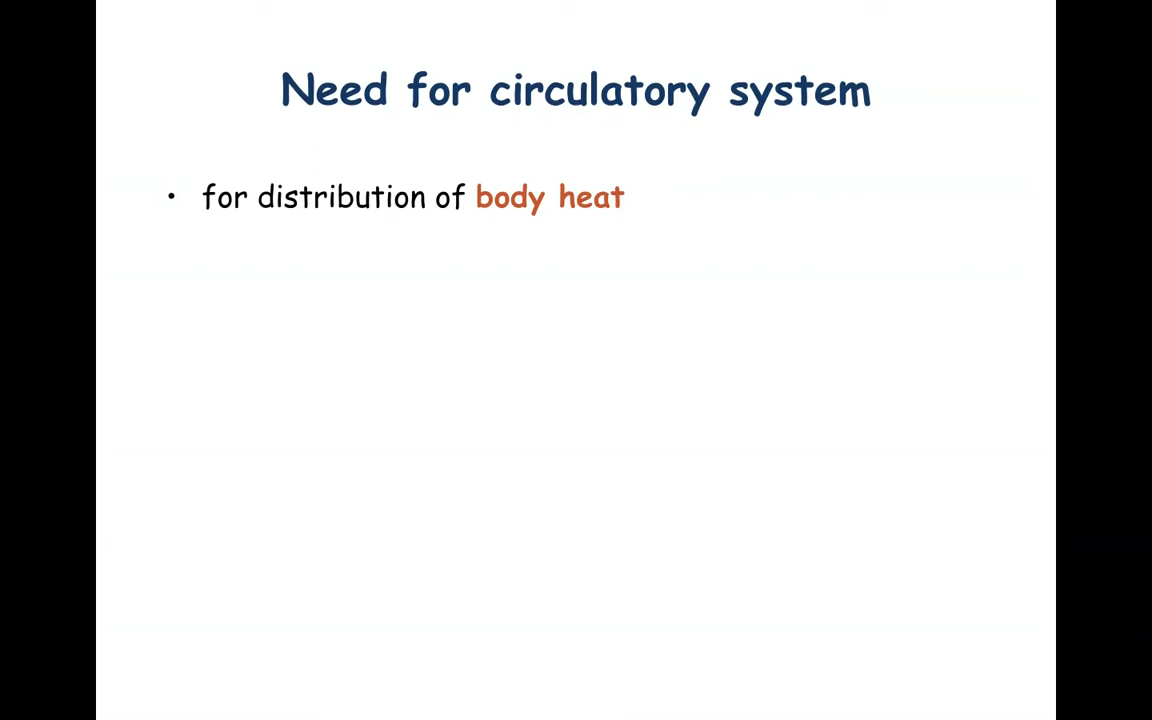 Need for circulatory system
• for distribution of body heat